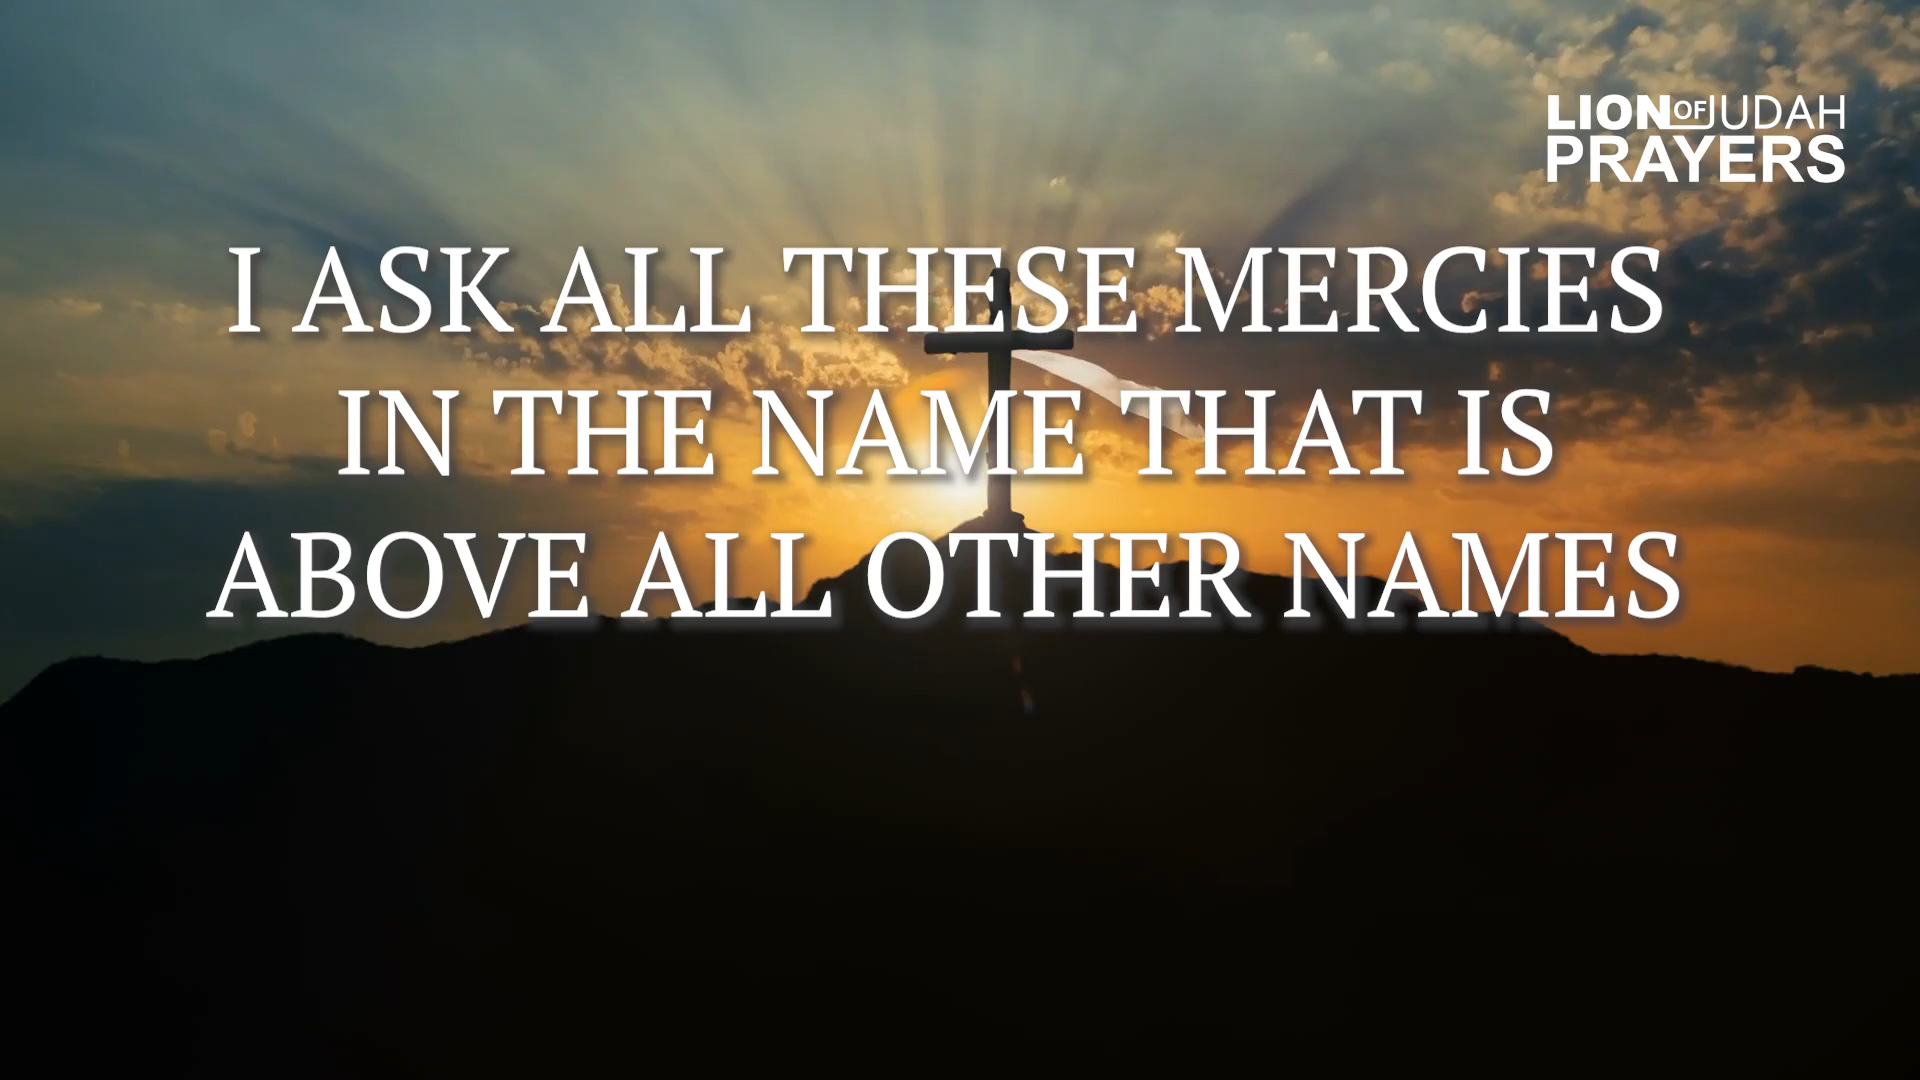 LION OF JUDAH
PRAYERS
I ASK ALL THESE MERCIES
IN THE NAME THAT IS
ABOVE ALL OTHER NAMES